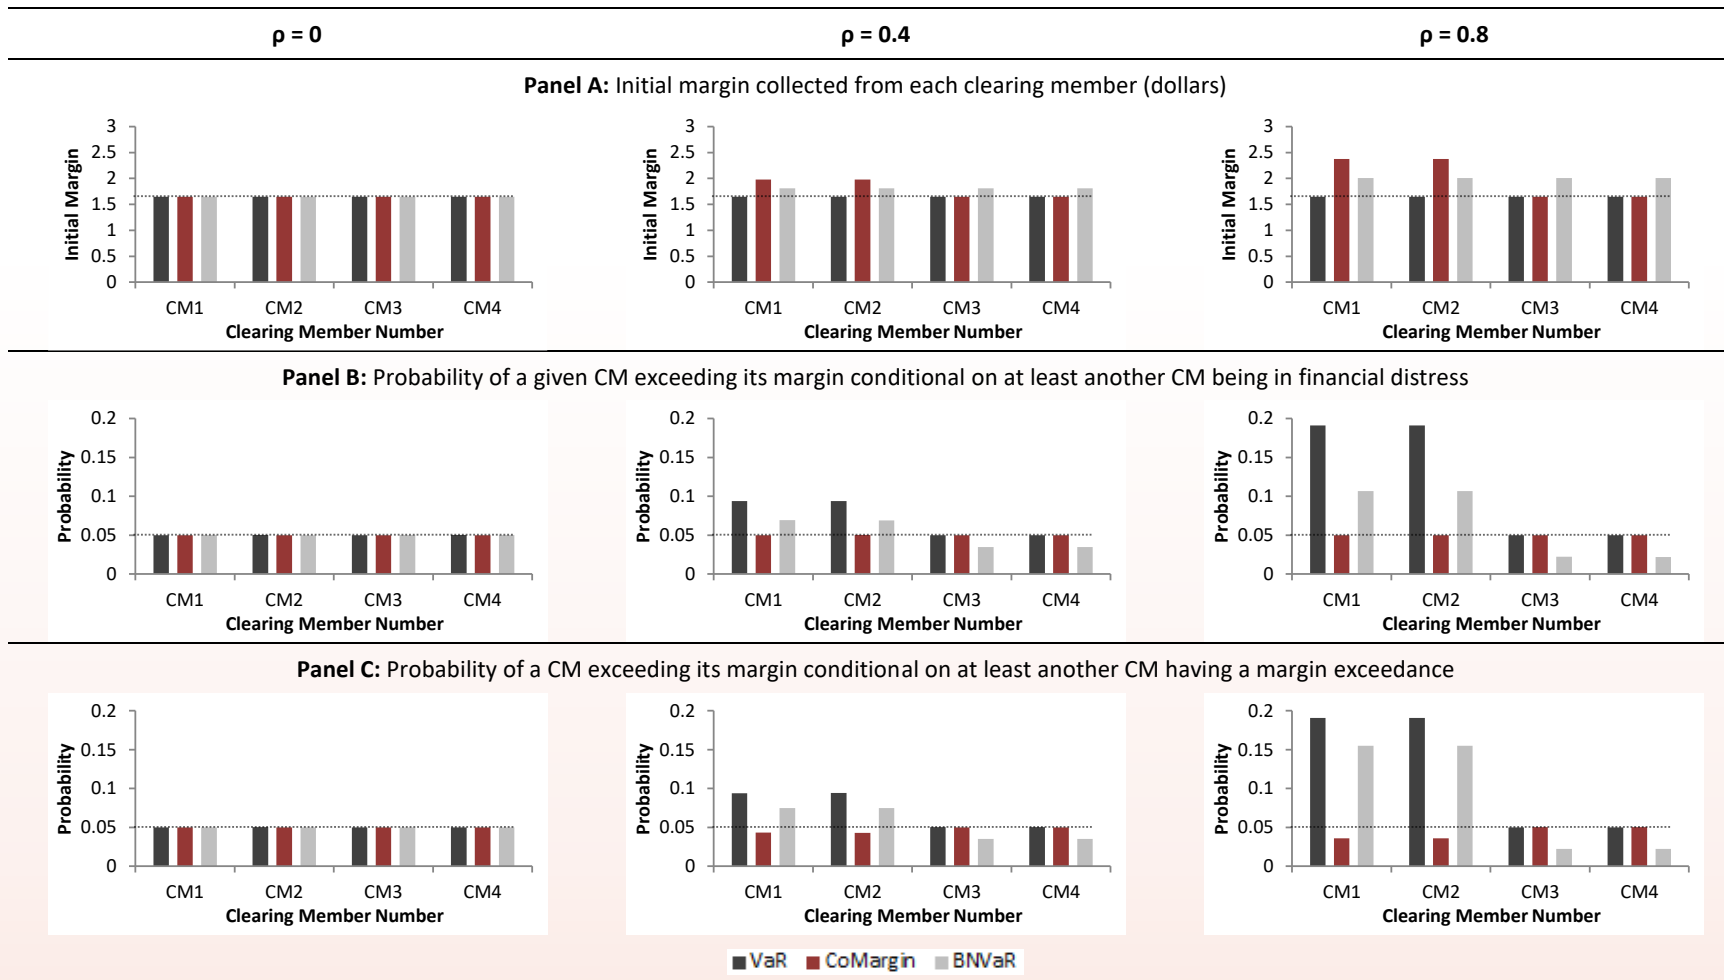 ρ = 0 ρ = 0.4 ρ = 0.8
Panel A: Initial margin collected from each clearing member (dollars)
Initial Margin
3
2.5
2
1.5
1
0.5
0
CM1 CM2 CM3 CM4
Clearing Member Number
Initial Margin
3
2.5
2
1.5
1
0.5
0
CM1 CM2 CM3 CM4
Clearing Member Number
Initial Margin
3
2.5
2
1.5
1
0.5
0
CM1 CM2 CM3 CM4
Clearing Member Number
Panel B: Probability of a given CM exceeding its margin conditional on at least another CM being in financial distress
Probability
0.2
0.15
0.1
0.05
0
CM1 CM2 CM3 CM4
Clearing Member Number
Probability
0.2
0.15
0.1
0.05
0
CM1 CM2 CM3 CM4
Clearing Member Number
Probability
0.2
0.15
0.1
0.05
0
CM1 CM2 CM3 CM4
Clearing Member Number
Panel C: Probability of a CM exceeding its margin conditional on at least another CM having a margin exceedance
Probability
0.2
0.15
0.1
0.05
0
CM1 CM2 CM3 CM4
Clearing Member Number
Probability
0.2
0.15
0.1
0.05
0
CM1 CM2 CM3 CM4
Clearing Member Number
Probability
0.2
0.15
0.1
0.05
0
CM1 CM2 CM3 CM4
Clearing Member Number
VaR CoMargin BNVaR